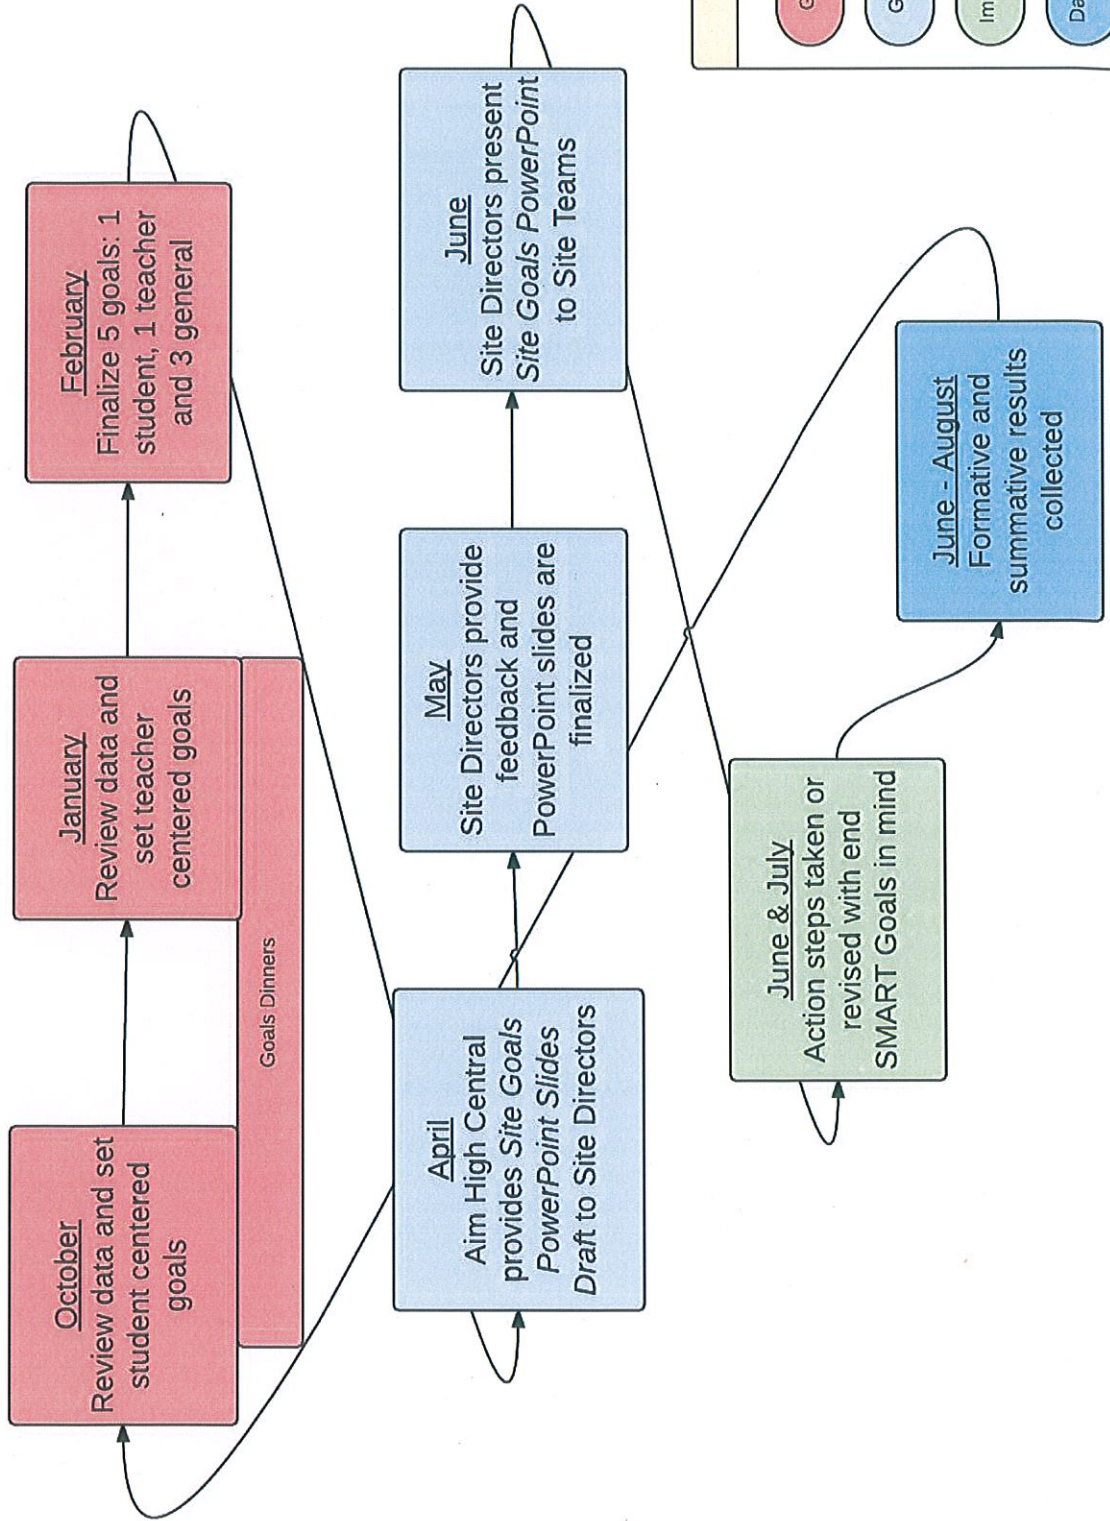 October
Review data and set
student centered
goals
January
Review data and
set teacher
centered goals
February
Finalize 5 goals: 1
student, 1 teacher
and 3 general
Goals Dinners
April
Aim High Central
provides Site Goals
PowerPoint Slides
Draft to Site Directors
May
Site Directors provide
feedback and
PowerPoint slides are
finalized
June
Site Directors present
Site Goals PowerPoint
to Site Teams
June & July
Action steps taken or
revised with end
SMART Goals in mind
June - August
Formative and
summative results
collected